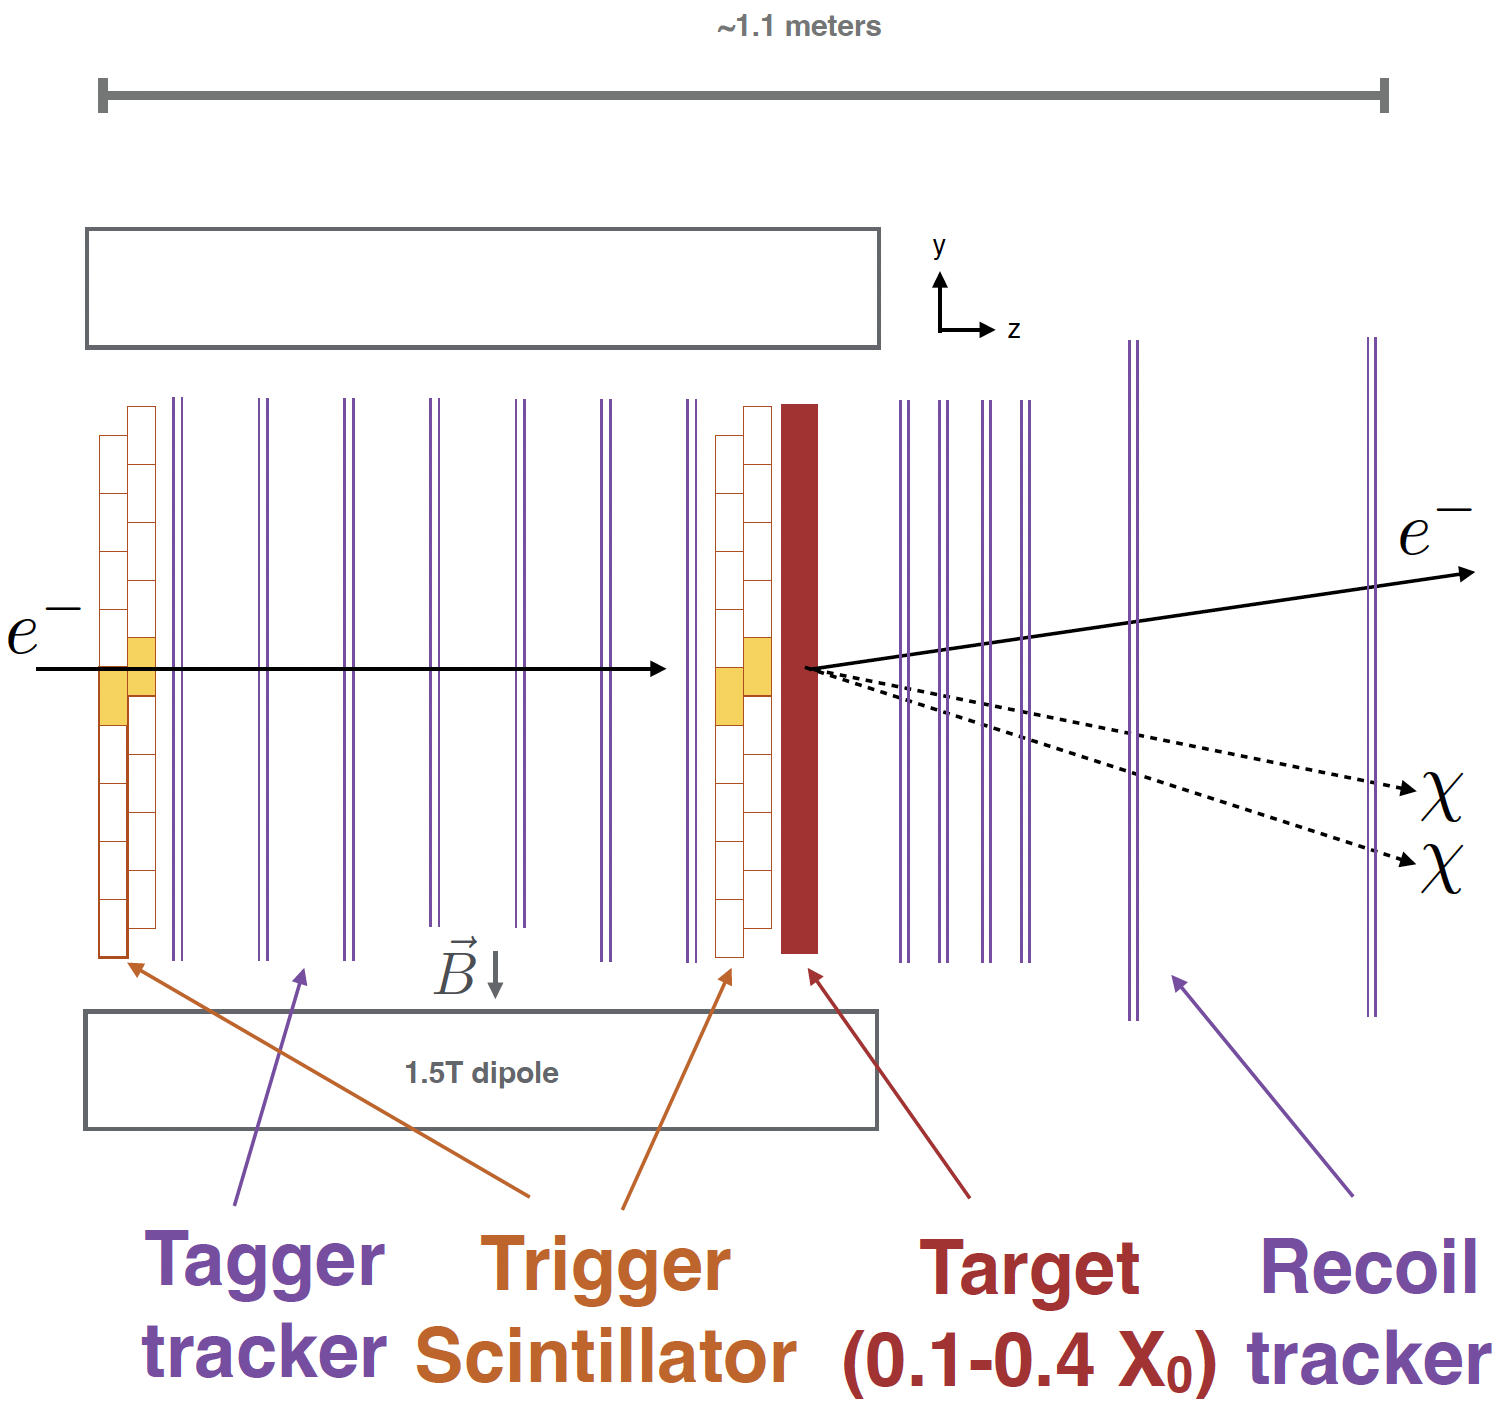 ~1.1 meters
y
z
e⁻
e⁻
χ
χ
B⃗
1.5T dipole
Tagger
tracker
Trigger
Scintillator
Target
(0.1-0.4 X₀)
Recoil
tracker